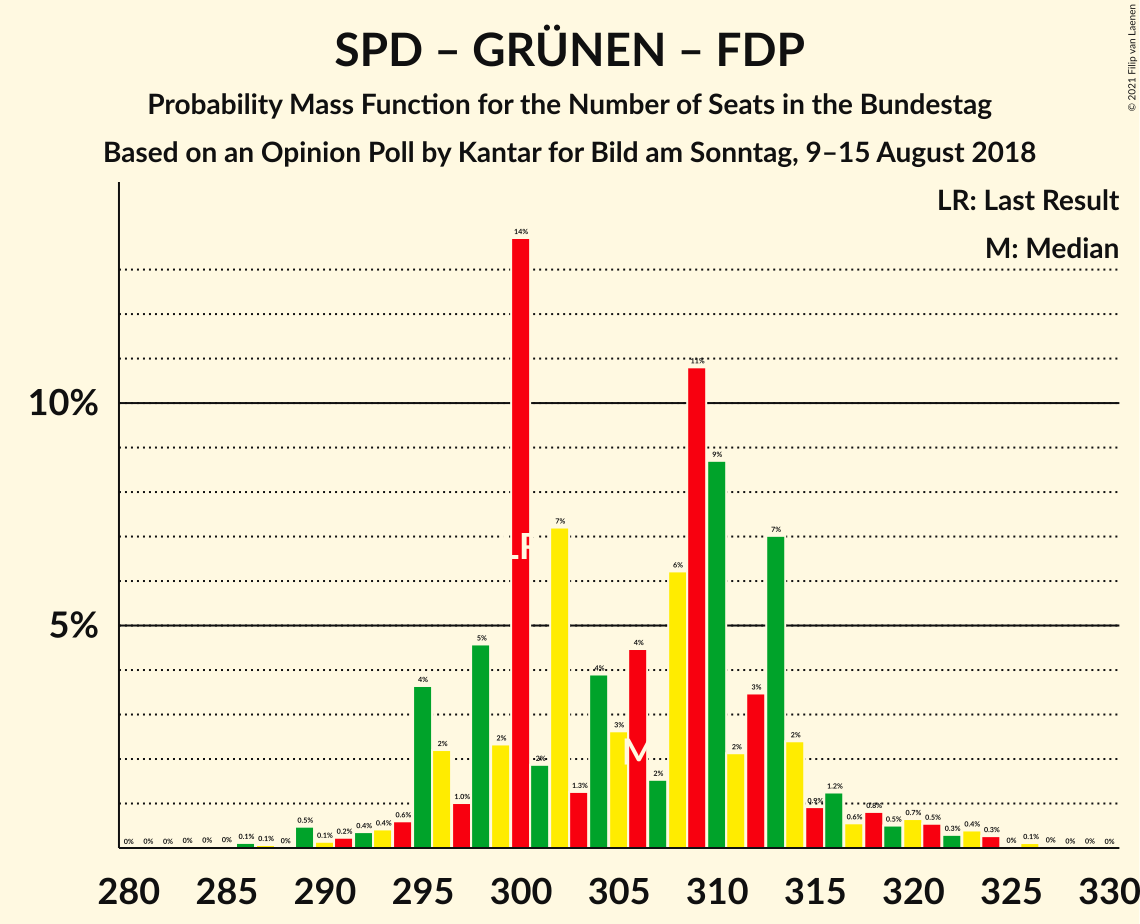 © 2021 Filip van Laenen
SPD – GRÜNEN – FDP
Probability Mass Function for the Number of Seats in the Bundestag
Based on an Opinion Poll by Kantar for Bild am Sonntag, 9–15 August 2018
LR: Last Result
M: Median
10%
5%
0% 0% 0% 0% 0% 0% 0.1% 0.1% 0% 0.5% 0.1% 0.2% 0.4% 0.4% 0.6% 4% 2% 1.0% 5% 2% 14% 2% 7% 1.3% 4% 3% 4% 2% 6% 11% 9% 2% 3% 7% 2% 0.9% 1.2% 0.6% 0.8% 0.5% 0.7% 0.5% 0.3% 0.4% 0.3% 0% 0.1% 0% 0% 0% 0%
LR
M
280 285 290 295 300 305 310 315 320 325 330